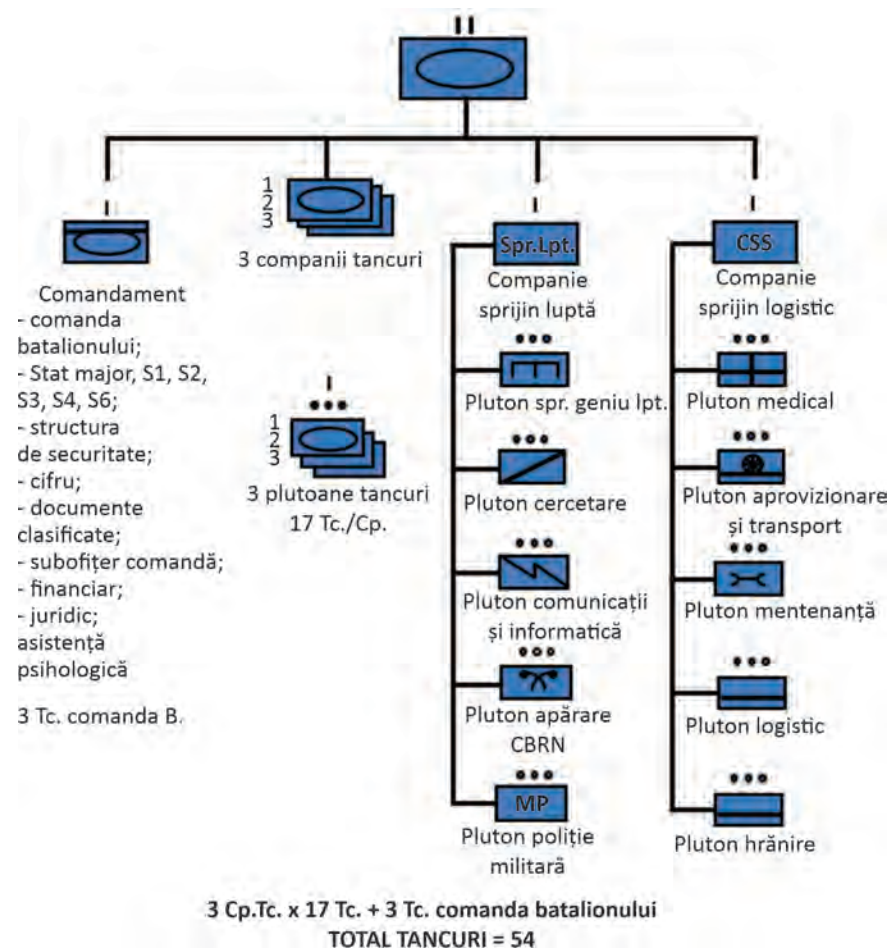 Comandament
- comanda
batalionului;
- Stat major, S1, S2,
S3, S4, S6;
- structura
de securitate;
- cifru;
- documente
clasificate;
- subofițer comandă;
- financiar;
- juridic;
asistență
psihologică
3 Tc. comanda B.
1
2
3
3 companii tancuri
1
2
3
3 plutoane tancuri
17 Tc./Cp.
Spr.Lpt.
Companie
sprijin luptă
Pluton spr. geniu lpt.
Pluton cercetare
Pluton comunicații
și informatică
Pluton apărare
CBRN
MP
Pluton poliție
militară
CSS
Companie
sprijin logistic
Pluton medical
Pluton aprovizionare
și transport
Pluton mentenanță
Pluton logistic
Pluton hrănire
3 Cp.Tc. x 17 Tc. + 3 Tc. comanda batalionului
TOTAL TANCURI = 54